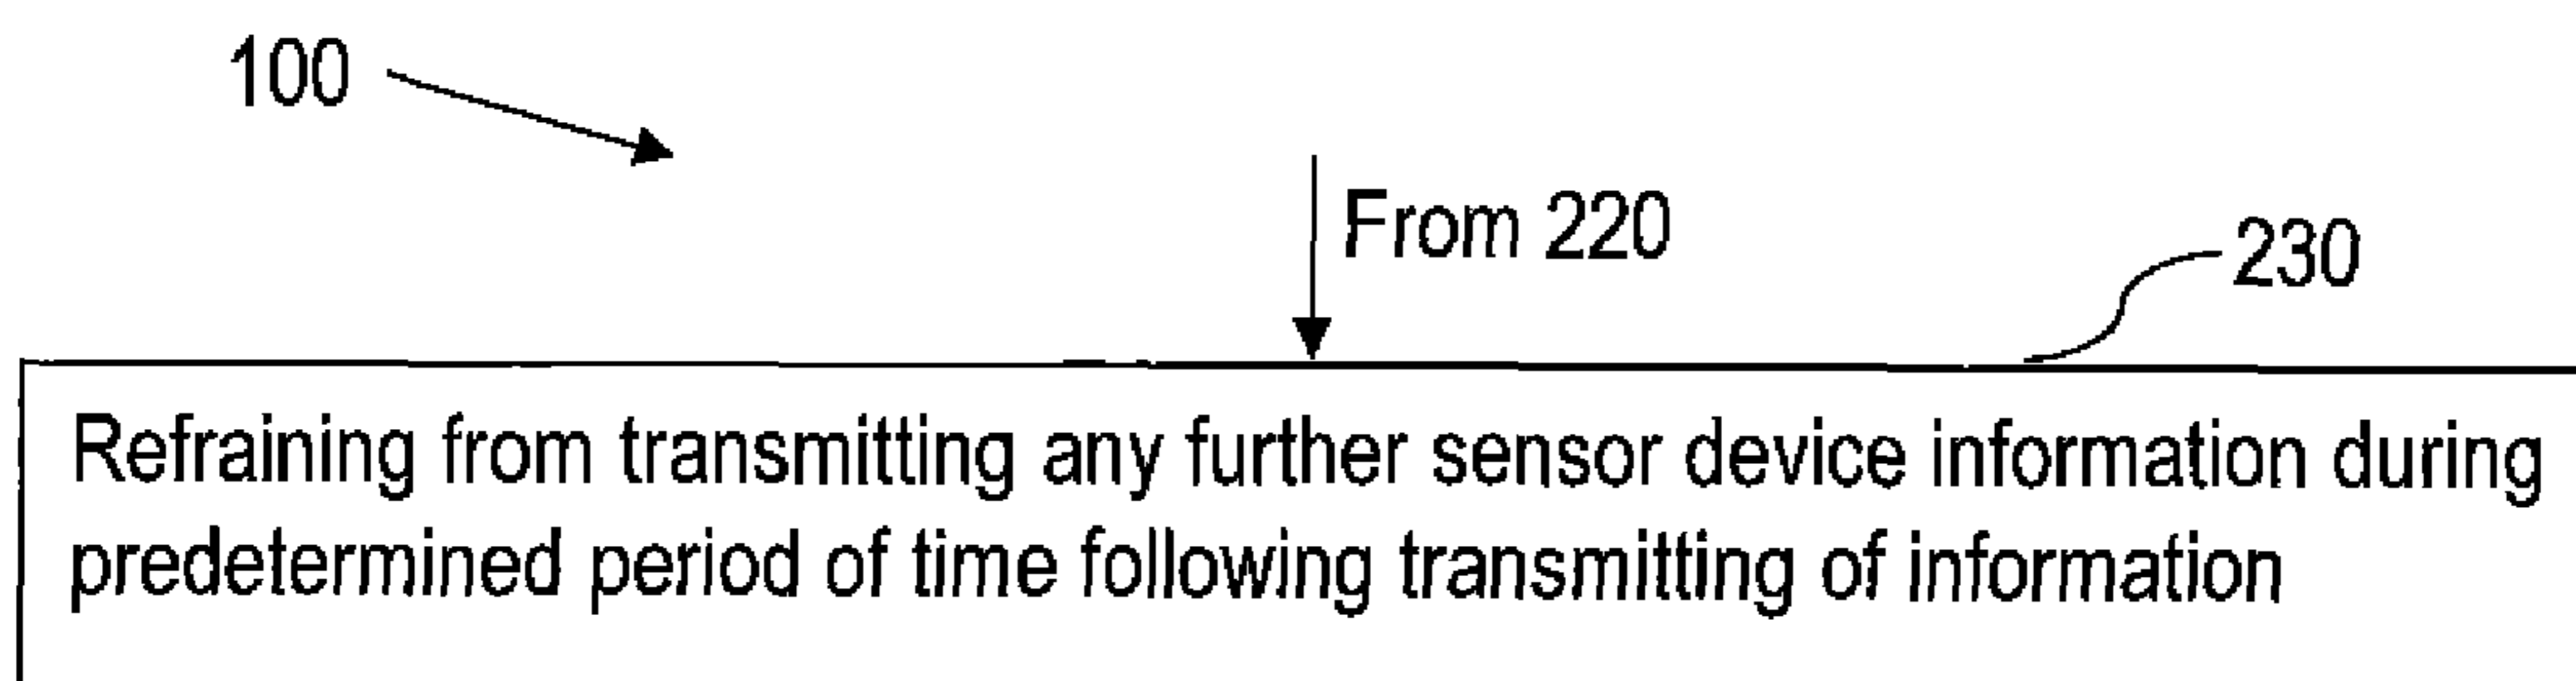 100
From 220
230
Refraining from transmitting any further sensor device information during
predetermined period of time following transmitting of information